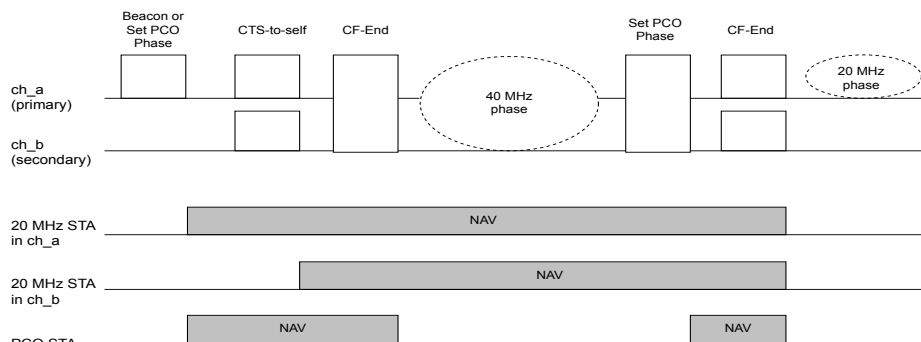 Beacon or
Set PCO
Phase
CTS-to-self
CF-End
Set PCO
Phase
CF-End
ch_a
(primary)
40 MHz
phase
20 MHz
phase
ch_b
(secondary)
20 MHz STA
in ch_a
NAV
20 MHz STA
in ch_b
NAV
PCO STA
NAV
NAV